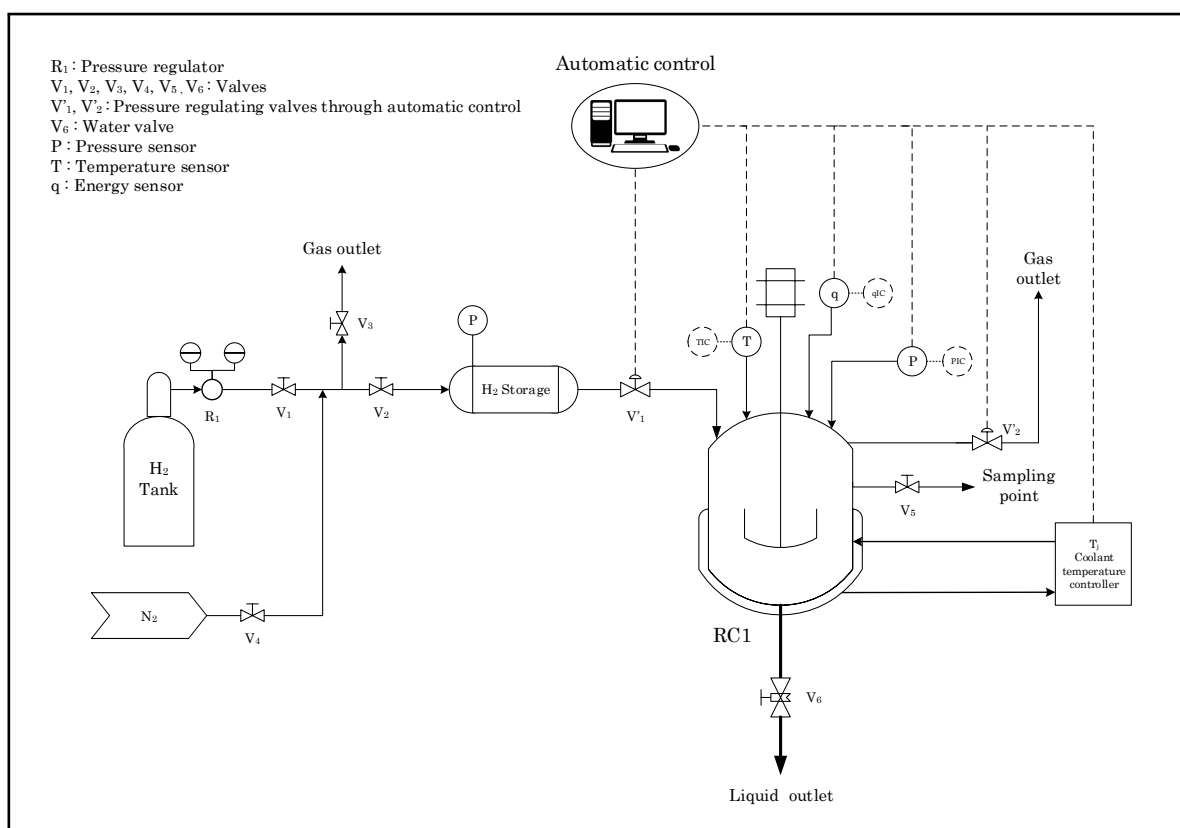 R₁ : Pressure regulator
V₁, V₂, V₃, V₄, V₅ , V₆ : Valves
V'₁, V'₂ : Pressure regulating valves through automatic control
V₆ : Water valve
P : Pressure sensor
T : Temperature sensor
q : Energy sensor
Automatic control
Gas outlet
Gas
outlet
V₃
P
q
qIC
TIC
T
P
PIC
R₁
V₁
V₂
H₂ Storage
V'₁
V'₂
H₂
Tank
Sampling
point
V₅
Tⱼ
Coolant
temperature
controller
N₂
V₄
RC1
V₆
Liquid outlet